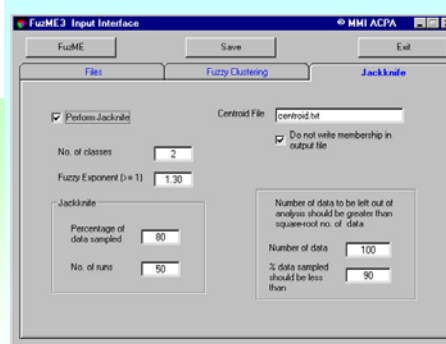 FuzME3 Input Interface
© MMI ACPA
FuzME
Save
Exit
Files
Fuzzy Clustering
Jackknife
Perform Jacknife
Centroid File
centroid.txt
Do not write membership in
output file
No. of classes
2
Fuzzy Exponent (>= 1)
1.30
Jackknife
Percentage of
data sampled
80
No. of runs
50
Number of data to be left out of
analysis should be greater than
square-root no. of data
Number of data
100
% data sampled
should be less
than
90